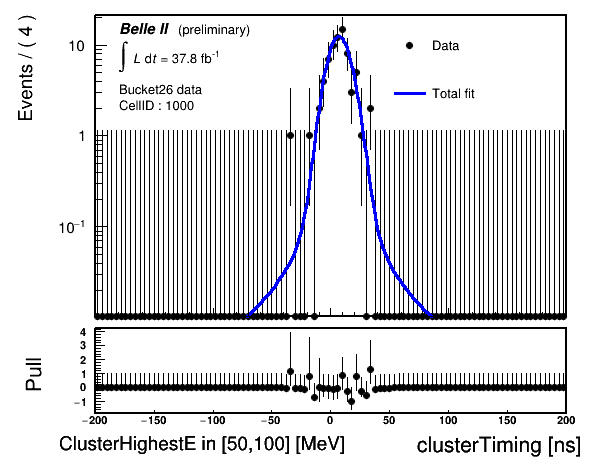 Events / ( 4 )
10
1
10⁻¹
Belle II (preliminary)
∫ L dt = 37.8 fb⁻¹
Bucket26 data
CellID : 1000
Data
Total fit
Pull
4
3
2
1
0
−1
−200 −150 −100 −50 0 50 100 150 200
ClusterHighestE in [50,100] [MeV]
clusterTiming [ns]